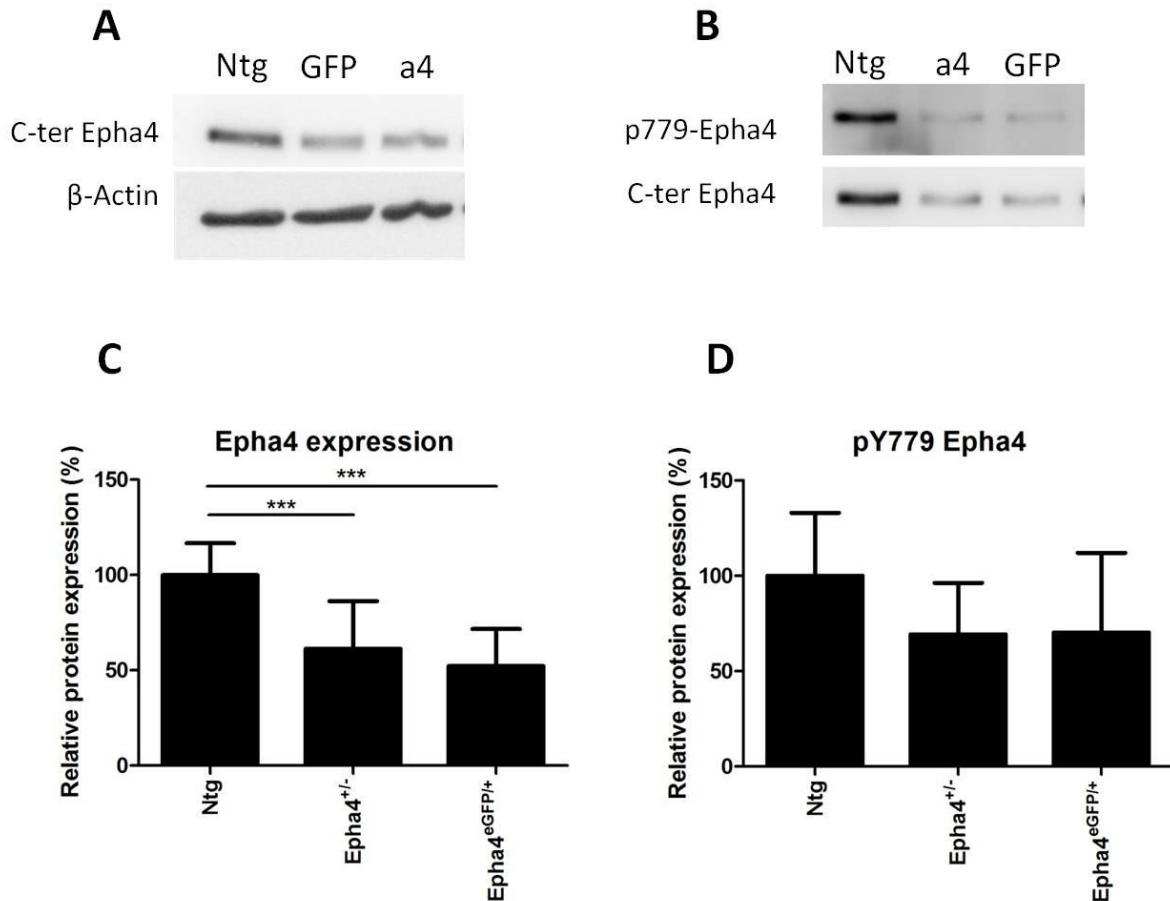 A
Ntg GFP a4
C-ter Epha4
β-Actin
B
Ntg a4 GFP
p779-Epha4
C-ter Epha4
C
Epha4 expression
Relative protein expression (%)
150
100
50
0
***
***
Ntg
Epha4+/-
Epha4eGFP/+
D
pY779 Epha4
Relative protein expression (%)
150
100
50
0
Ntg
Epha4+/-
Epha4eGFP/+